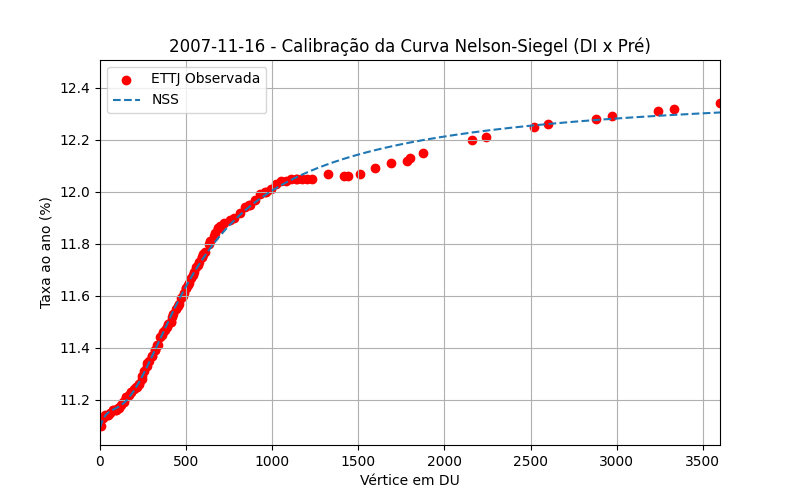 2007-11-16 - Calibração da Curva Nelson-Siegel (DI x Pré)
ETTJ Observada
NSS
12.4
12.2
12.0
11.8
11.6
11.4
11.2
Taxa ao ano (%)
0 500 1000 1500 2000 2500 3000 3500
Vértice em DU